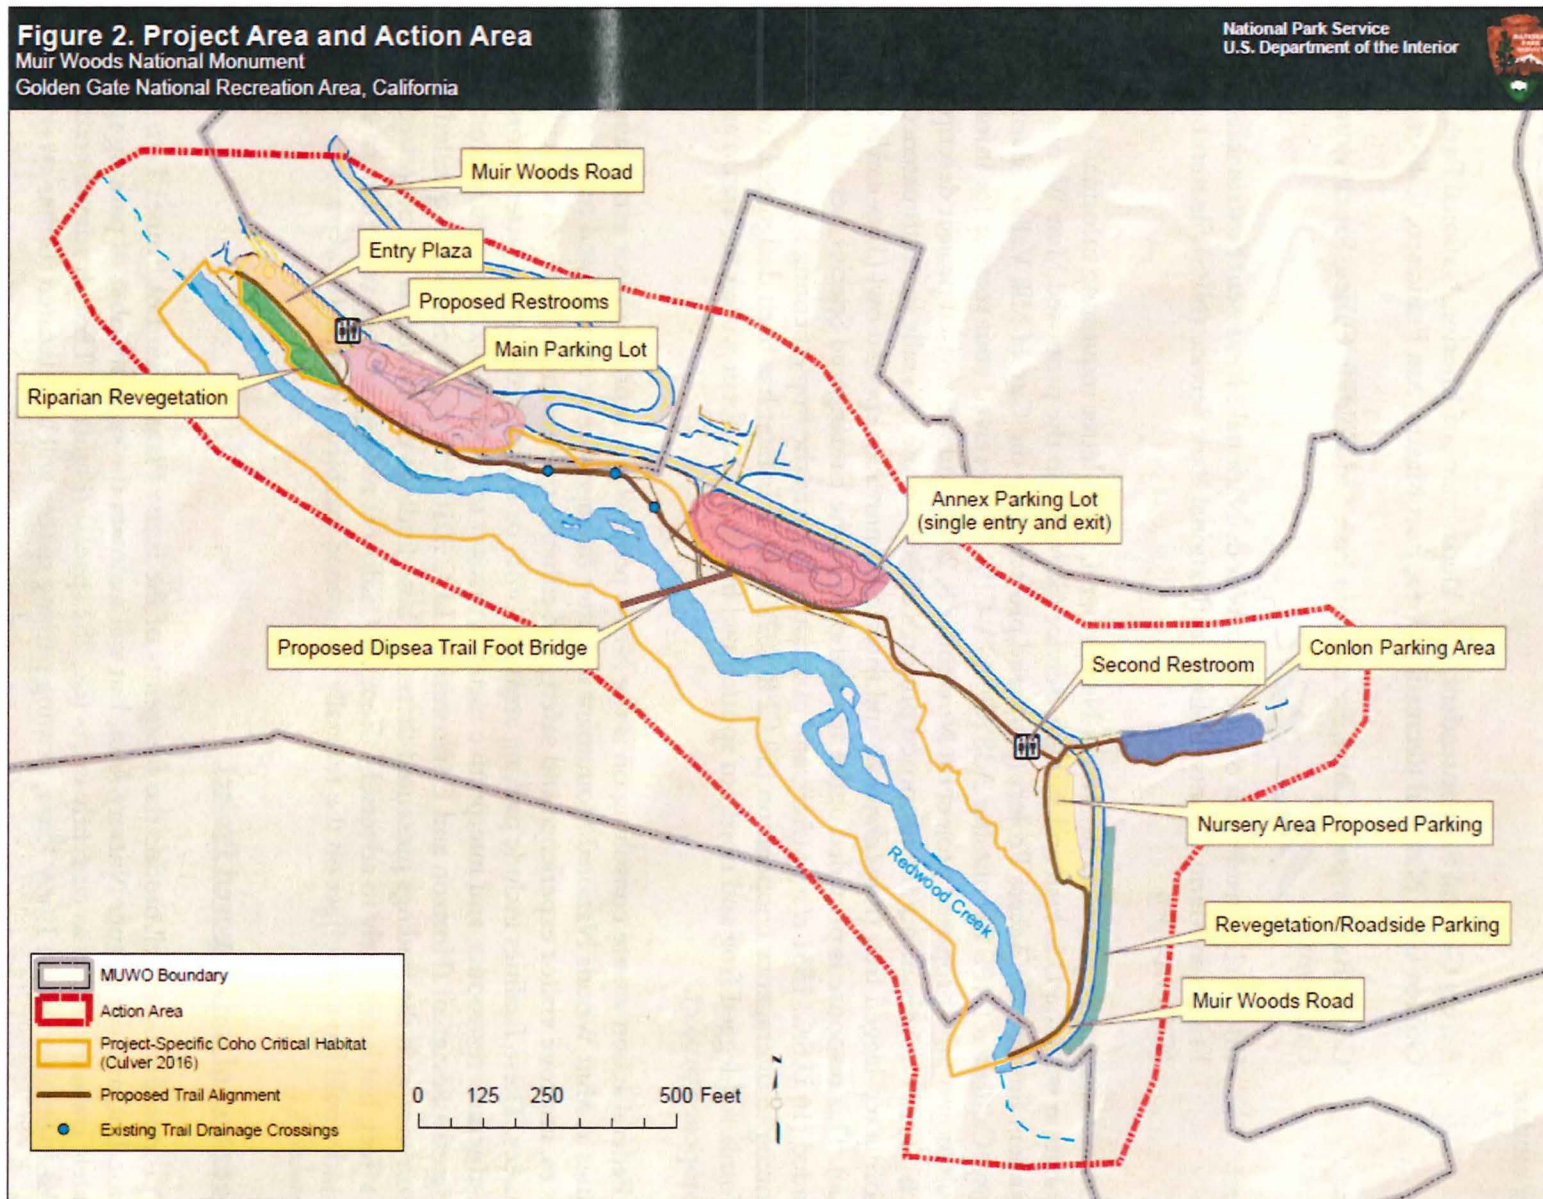 Figure 2. Project Area and Action Area
Muir Woods National Monument
Golden Gate National Recreation Area, California
National Park Service
U.S. Department of the Interior
NATIONAL
PARK
SERVICE
Muir Woods Road
Entry Plaza
Proposed Restrooms
Main Parking Lot
Riparian Revegetation
Annex Parking Lot
(single entry and exit)
Proposed Dipsea Trail Foot Bridge
Second Restroom
Conlon Parking Area
Nursery Area Proposed Parking
Redwood Creek
Revegetation/Roadside Parking
Muir Woods Road
MUWO Boundary
Action Area
Project-Specific Coho Critical Habitat
(Culver 2016)
Proposed Trail Alignment
Existing Trail Drainage Crossings
0 125 250 500 Feet
z